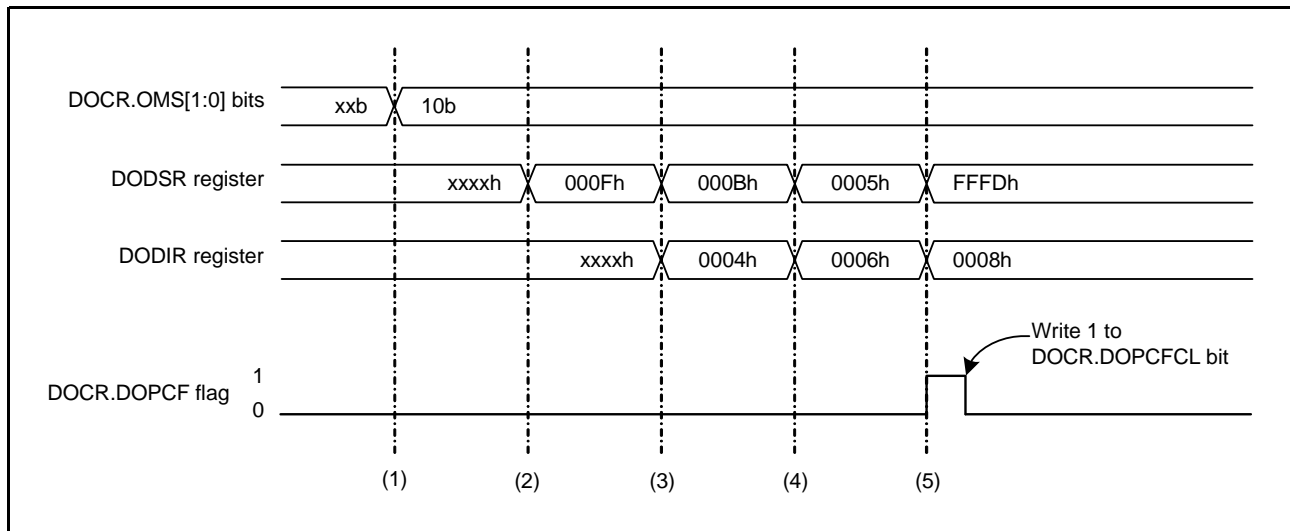 DOCR.OMS[1:0] bits xxb 10b
DODSR register xxxxh 000Fh 000Bh 0005h FFFDh
DODIR register xxxxh 0004h 0006h 0008h
Write 1 to
DOCR.DOPCFCL bit
DOCR.DOPCF flag 1
0
(1) (2) (3) (4) (5)